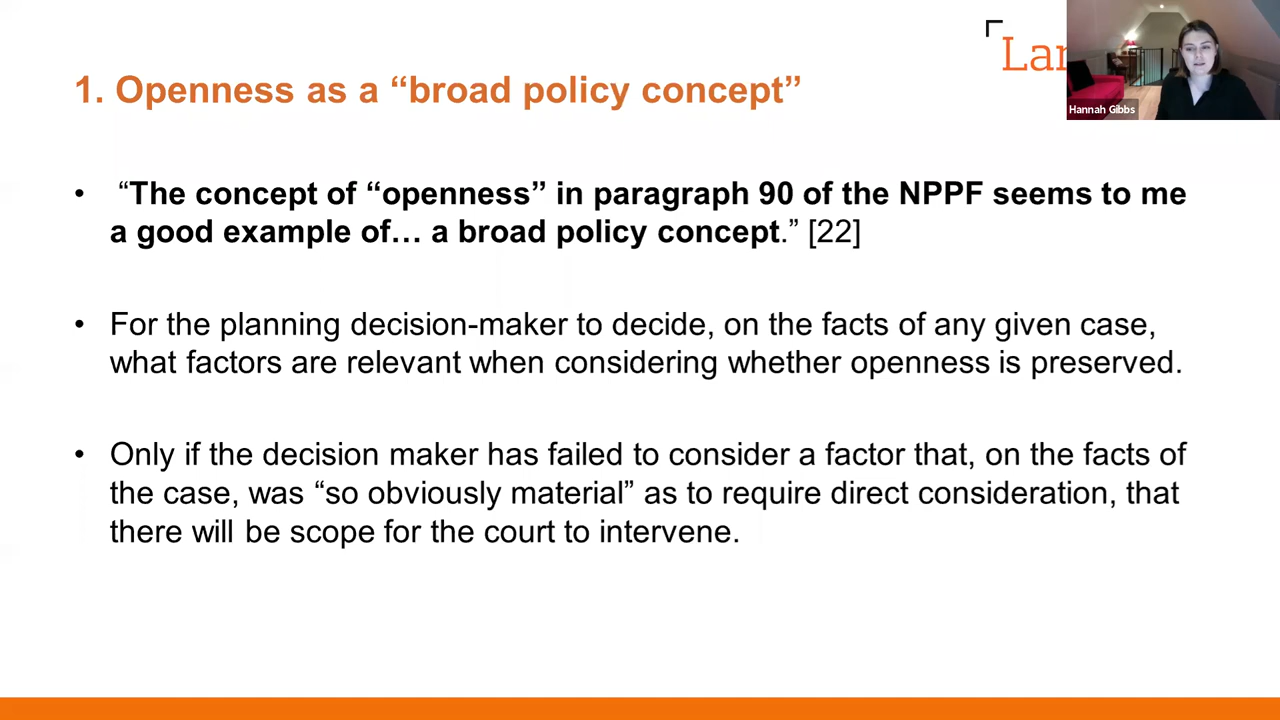 Lan
Hannah Gibbs
1. Openness as a “broad policy concept”
• “The concept of “openness” in paragraph 90 of the NPPF seems to me
a good example of… a broad policy concept.” [22]
• For the planning decision-maker to decide, on the facts of any given case,
what factors are relevant when considering whether openness is preserved.
• Only if the decision maker has failed to consider a factor that, on the facts of
the case, was “so obviously material” as to require direct consideration, that
there will be scope for the court to intervene.